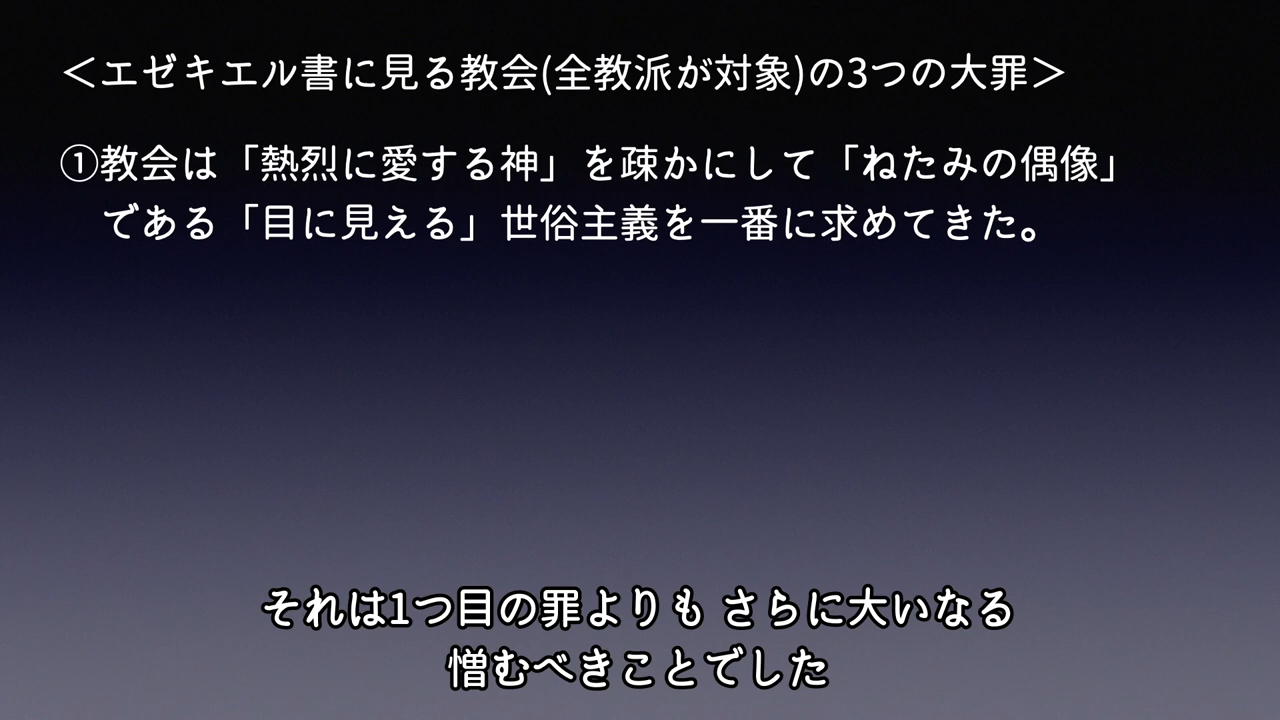 ＜エゼキエル書に見る教会(全教派が対象)の3つの大罪＞
①教会は「熱烈に愛する神」を疎かにして「ねたみの偶像」
である「目に見える」世俗主義を一番に求めてきた。
それは1つ目の罪よりも さらに大いなる
憎むべきことでした